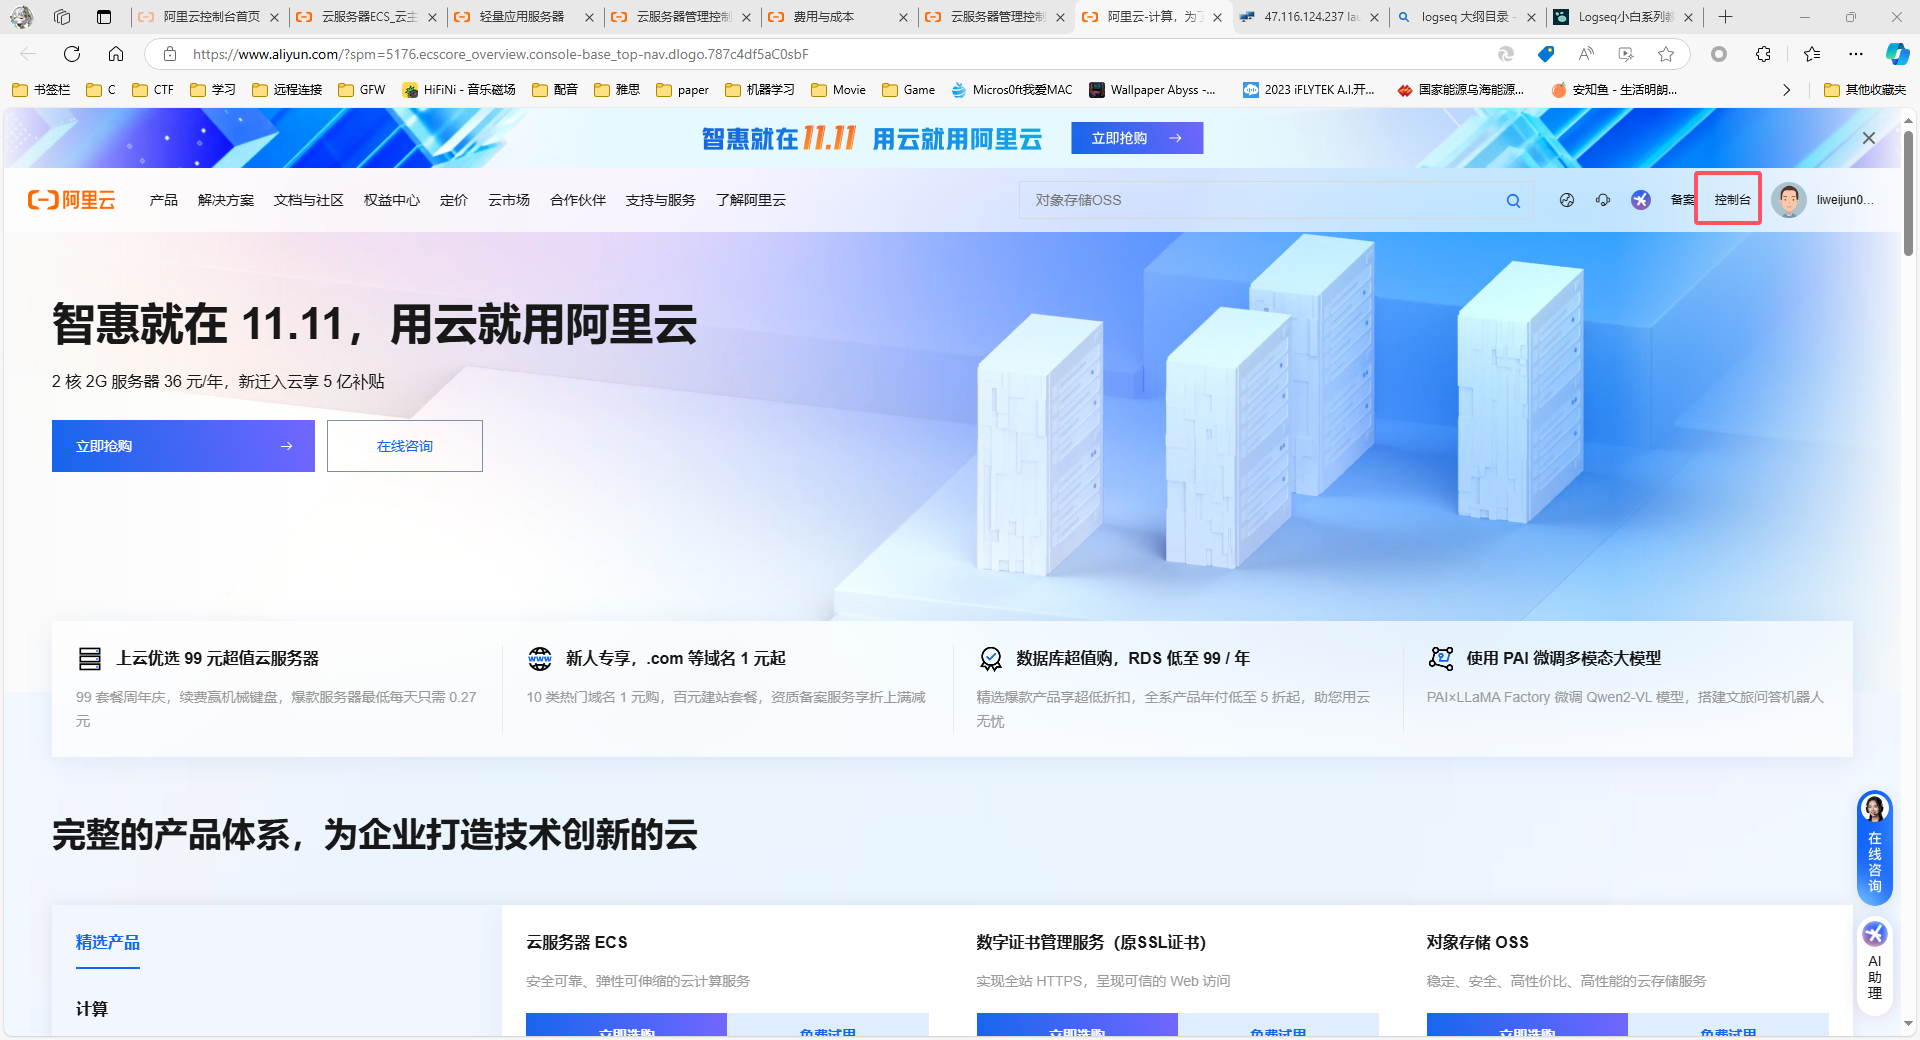 阿里云控制台首页
云服务器ECS_云主
轻量应用服务器
云服务器管理控制
费用与成本
云服务器管理控制
阿里云-计算，为了
47.116.124.237 lau
logseq 大纲目录 -
Logseq小白系列教
https://www.aliyun.com/?spm=5176.ecscore_overview.console-base_top-nav.dlogo.787c4df5aC0sbF
书签栏
C
CTF
学习
远程连接
GFW
HiFiNi - 音乐磁场
配音
雅思
paper
机器学习
Movie
Game
Micros0ft我爱MAC
Wallpaper Abyss -...
2023 iFLYTEK A.I.开...
国家能源乌海能源...
安知鱼 - 生活明朗...
其他收藏夹
智惠就在11.11 用云就用阿里云
立即抢购
阿里云
产品
解决方案
文档与社区
权益中心
定价
云市场
合作伙伴
支持与服务
了解阿里云
对象存储OSS
备案
控制台
liweijun0...
智惠就在 11.11，用云就用阿里云
2 核 2G 服务器 36 元/年，新迁入云享 5 亿补贴
立即抢购
在线咨询
上云优选 99 元超值云服务器
99 套餐周年庆，续费赢机械键盘，爆款服务器最低每天只需 0.27
元
新人专享，.com 等域名 1 元起
10 类热门域名 1 元购，百元建站套餐，资质备案服务享折上满减
数据库超值购，RDS 低至 99 / 年
精选爆款产品享超低折扣，全系产品年付低至 5 折起，助您用云
无忧
使用 PAI 微调多模态大模型
PAI×LLaMA Factory 微调 Qwen2-VL 模型，搭建文旅问答机器人
完整的产品体系，为企业打造技术创新的云
在线咨询
AI助理
精选产品
计算
云服务器 ECS
安全可靠、弹性可伸缩的云计算服务
立即选购
免费试用
数字证书管理服务（原SSL证书）
实现全站 HTTPS，呈现可信的 Web 访问
立即选购
免费试用
对象存储 OSS
稳定、安全、高性价比、高性能的云存储服务
立即选购
免费试用